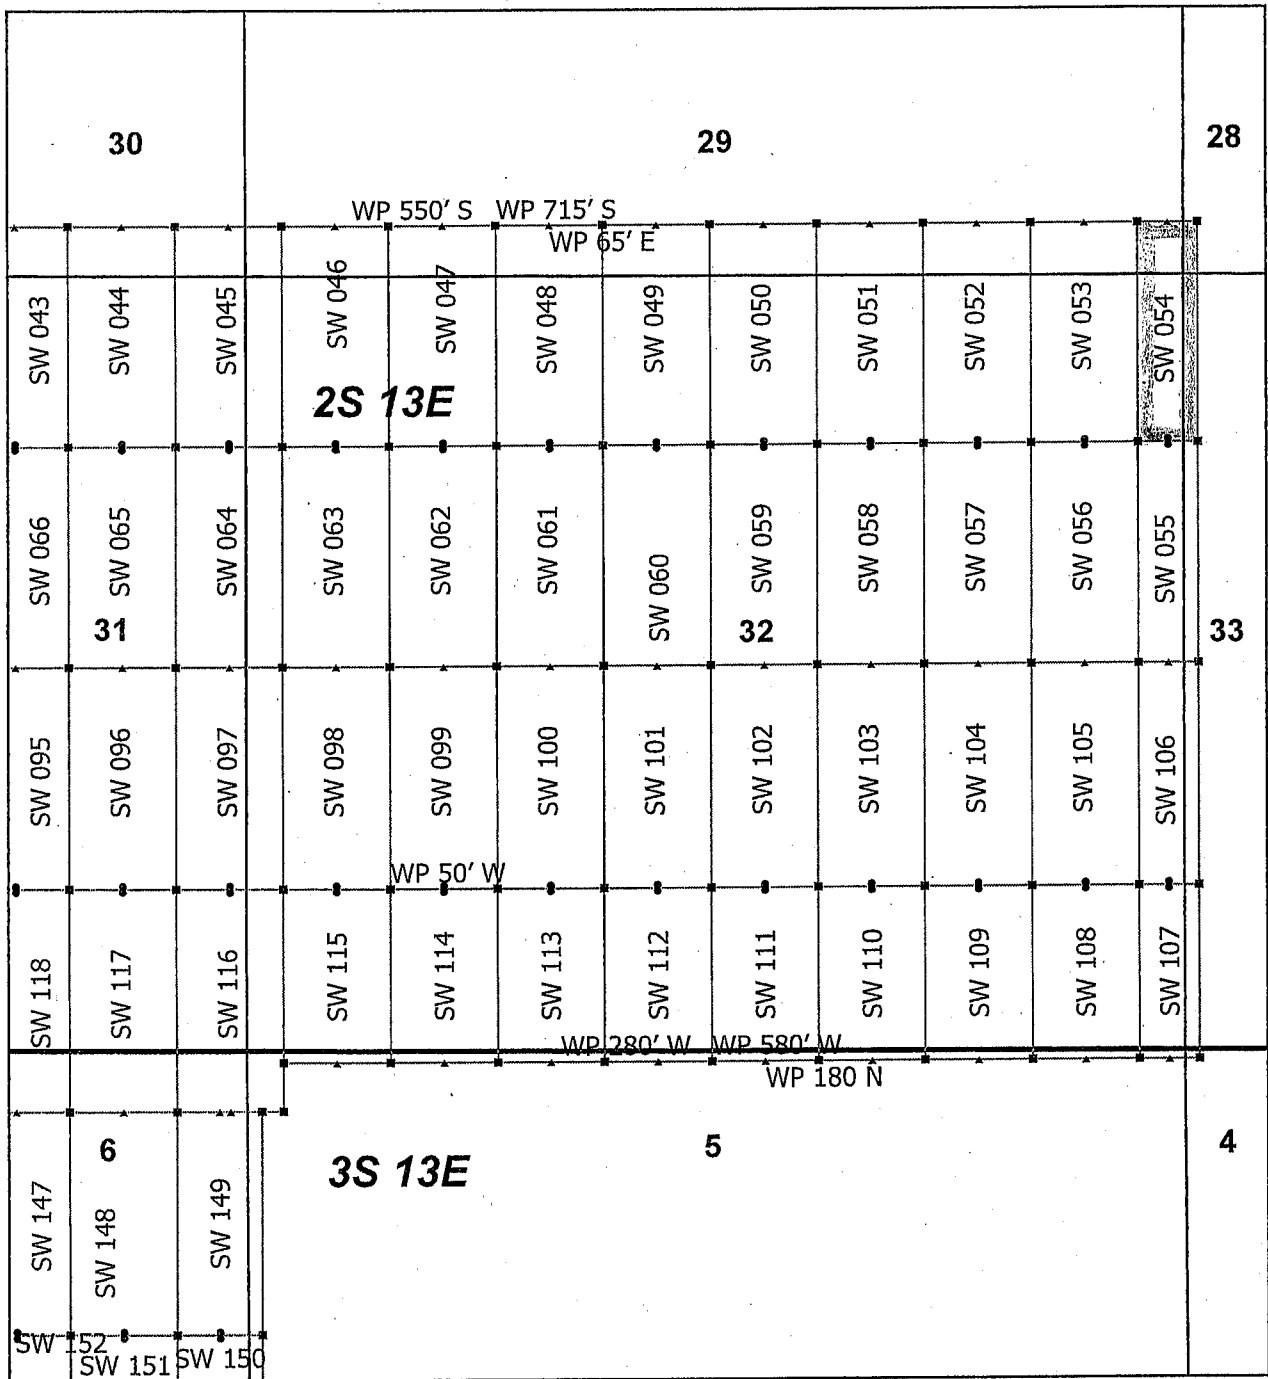 30
29
28
WP 550' S
WP 715' S
WP 65' E
SW 043
SW 044
SW 045
SW 046
SW 047
SW 048
SW 049
SW 050
SW 051
SW 052
SW 053
SW 054
2S 13E
SW 066
SW 065
SW 064
SW 063
SW 062
SW 061
SW 060
SW 059
SW 058
SW 057
SW 056
SW 055
31
32
33
SW 095
SW 096
SW 097
SW 098
SW 099
SW 100
SW 101
SW 102
SW 103
SW 104
SW 105
SW 106
WP 50' W
SW 118
SW 117
SW 116
SW 115
SW 114
SW 113
SW 112
SW 111
SW 110
SW 109
SW 108
SW 107
WP 280' W
WP 580' W
WP 180 N
6
5
4
3S 13E
SW 147
SW 148
SW 149
SW 152
SW 151
SW 150